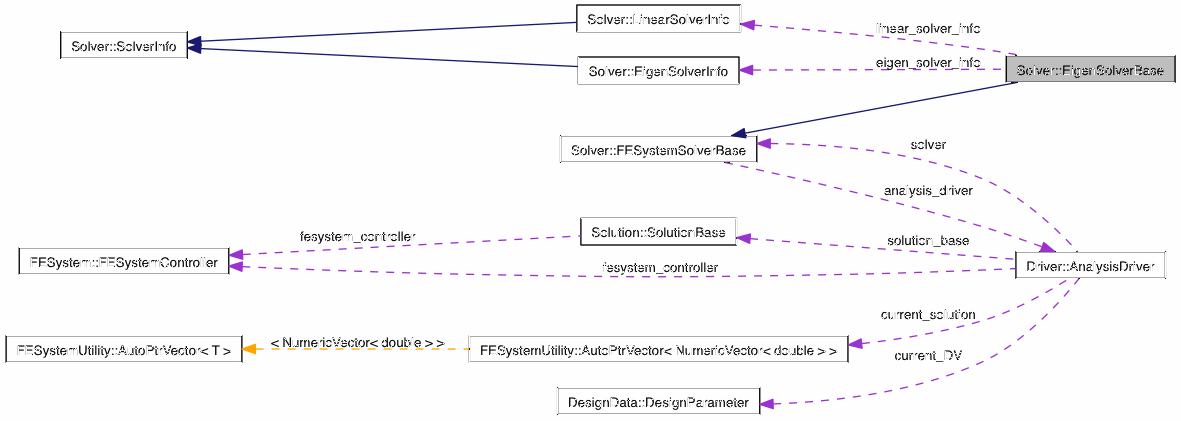 Solver::LinearSolverInfo
linear_solver_info
Solver::SolverInfo
Solver::EigenSolverInfo
eigen_solver_info
Solver::EigenSolverBase
Solver::FESystemSolverBase
solver
analysis_driver
fesystem_controller
Solution::SolutionBase
solution_base
FESystem::FESystemController
fesystem_controller
Driver::AnalysisDriver
current_solution
FESystemUtility::AutoPtrVector< T >
< NumericVector< double > >
FESystemUtility::AutoPtrVector< NumericVector< double > >
current_DV
DesignData::DesignParameter